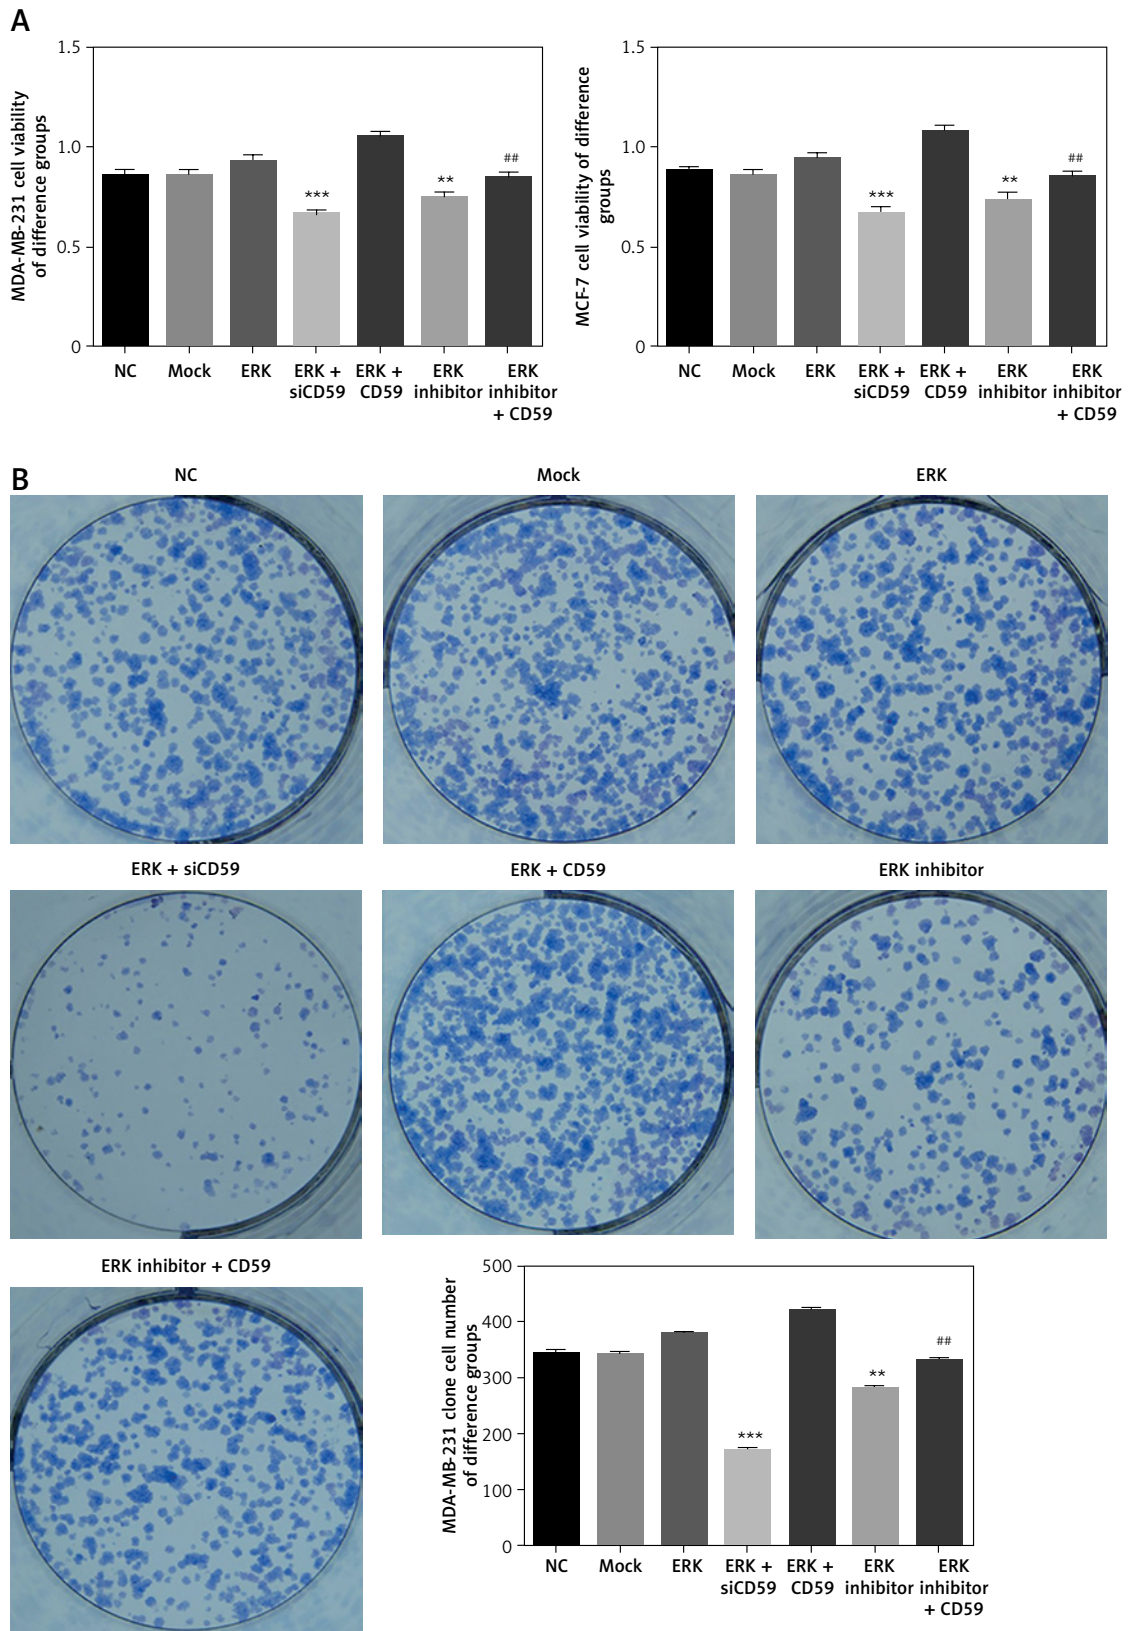 A
MDA-MB-231 cell viability
of difference groups
1.5
1.0
0.5
0
***
**
##
NC
Mock
ERK
ERK +
siCD59
ERK +
CD59
ERK
inhibitor
ERK
inhibitor
+ CD59
MCF-7 cell viability of difference
groups
1.5
1.0
0.5
0
***
**
##
NC
Mock
ERK
ERK +
siCD59
ERK +
CD59
ERK
inhibitor
ERK
inhibitor
+ CD59
B
NC
Mock
ERK
ERK + siCD59
ERK + CD59
ERK inhibitor
ERK inhibitor + CD59
MDA-MB-231 clone cell number
of difference groups
500
400
300
200
100
0
***
**
##
NC
Mock
ERK
ERK +
siCD59
ERK +
CD59
ERK
inhibitor
ERK
inhibitor
+ CD59